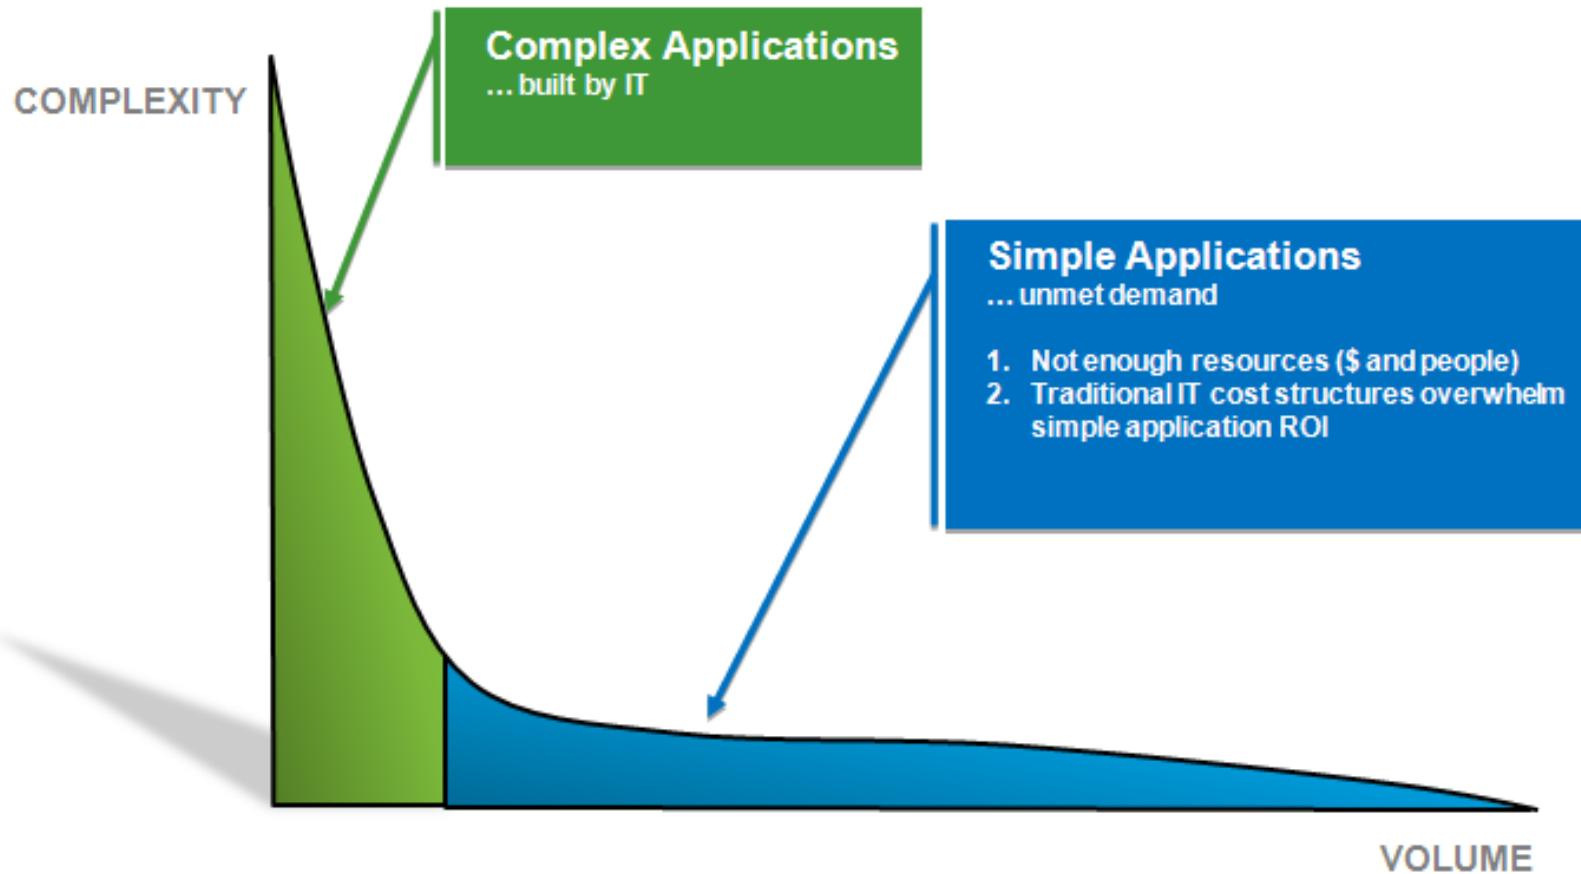 COMPLEXITY
Complex Applications
...built by IT
Simple Applications
...unmet demand
1. Not enough resources ($ and people)
2. Traditional IT cost structures overwhelm
simple application ROI
VOLUME